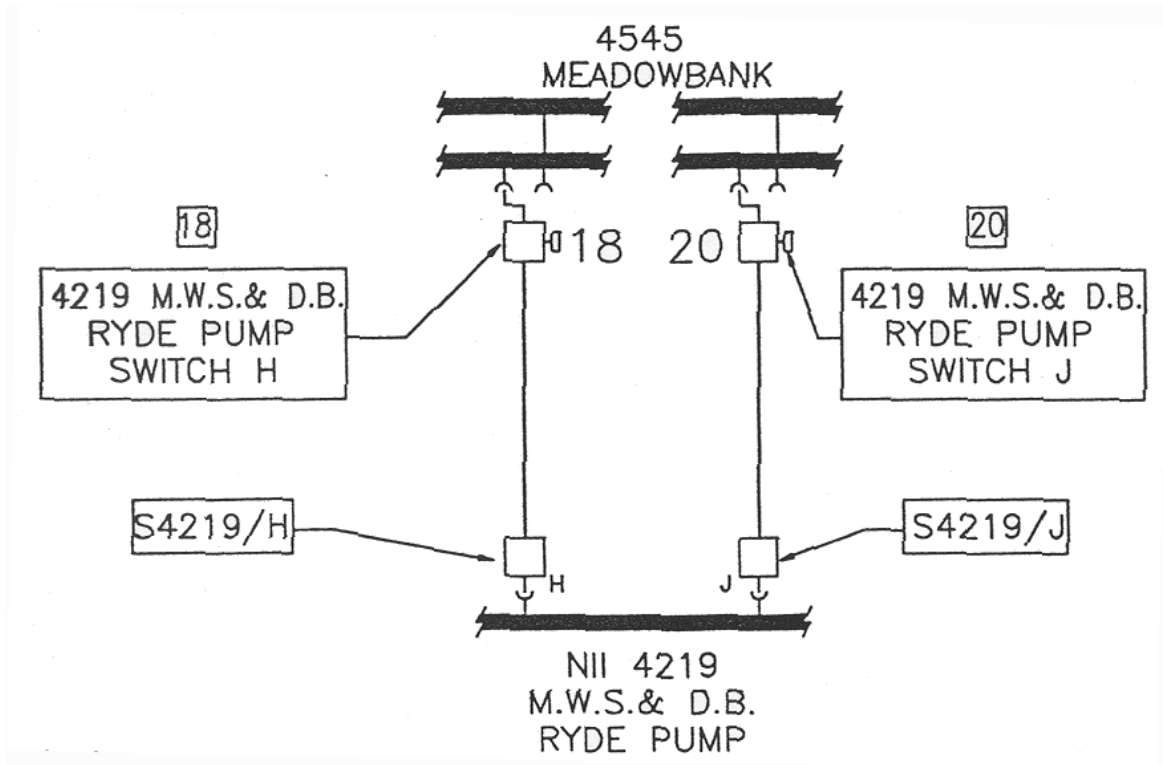 4545
MEADOWBANK
18
20
18
20
4219 M.W.S.& D.B.
RYDE PUMP
SWITCH H
4219 M.W.S.& D.B.
RYDE PUMP
SWITCH J
S4219/H
S4219/J
H
J
NII 4219
M.W.S.& D.B.
RYDE PUMP